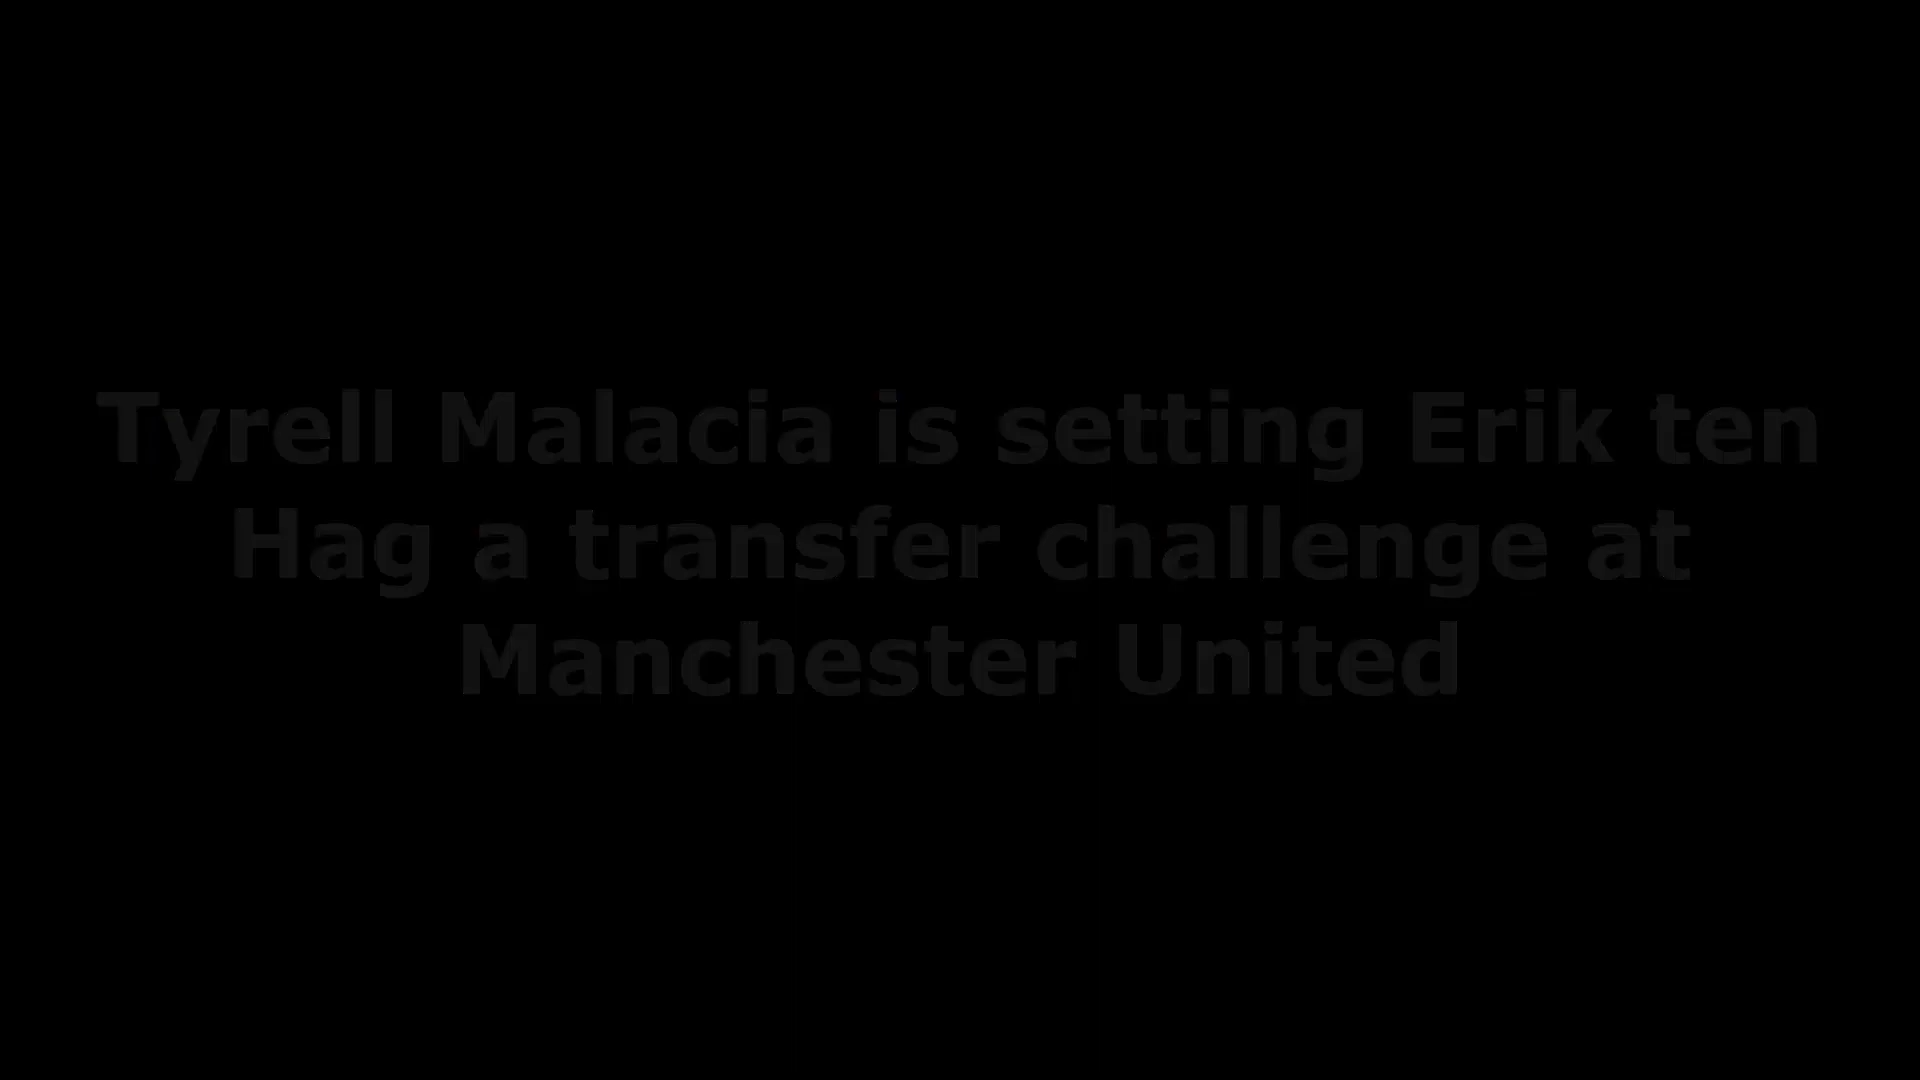 Tyrell Malacia is setting Erik ten
Hag a transfer challenge at
Manchester United